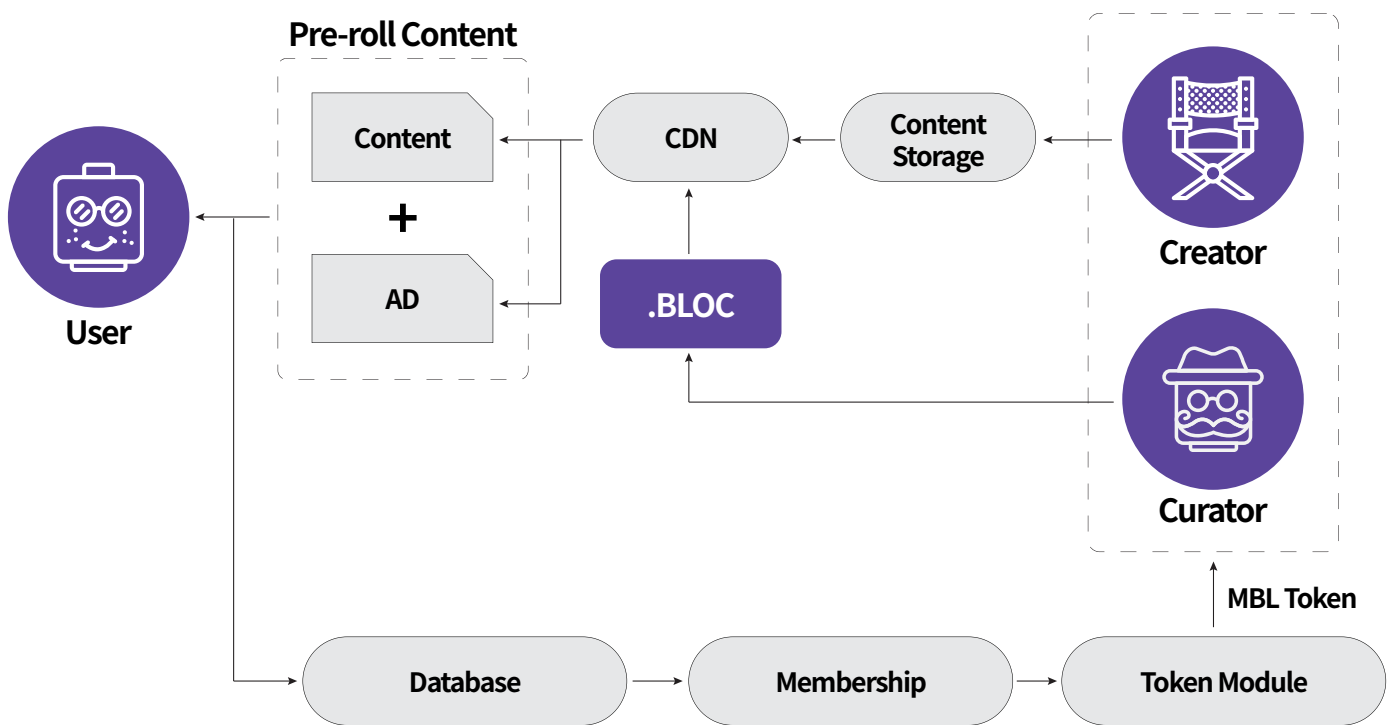 Pre-roll Content
Content
+
AD
User
CDN
Content
Storage
.BLOC
Creator
Curator
MBL Token
Database
Membership
Token Module